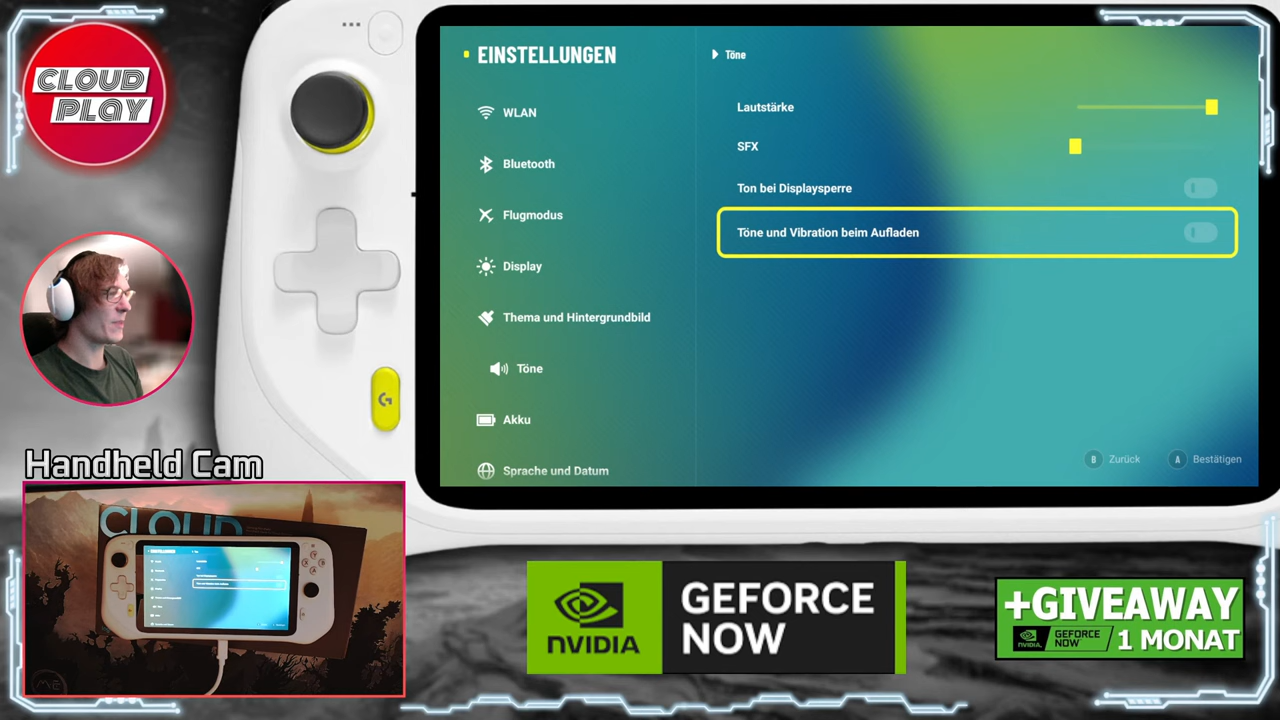 CLOUD
PLAY
EINSTELLUNGEN
WLAN
Bluetooth
Flugmodus
Display
Thema und Hintergrundbild
Töne
Akku
Sprache und Datum
Töne
Lautstärke
SFX
Ton bei Displaysperre
Töne und Vibration beim Aufladen
B Zurück
A Bestätigen
G
Handheld Cam
CLOUD
NVIDIA
GEFORCE
NOW
+GIVEAWAY
NVIDIA
GEFORCE
NOW
1 MONAT